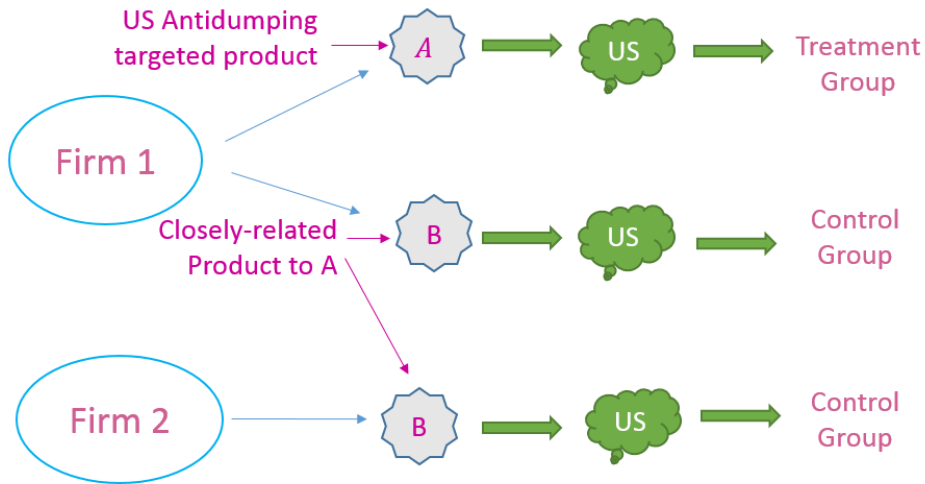 US Antidumping
targeted product
A
US
Treatment
Group
Firm 1
Closely-related
Product to A
B
US
Control
Group
Firm 2
B
US
Control
Group